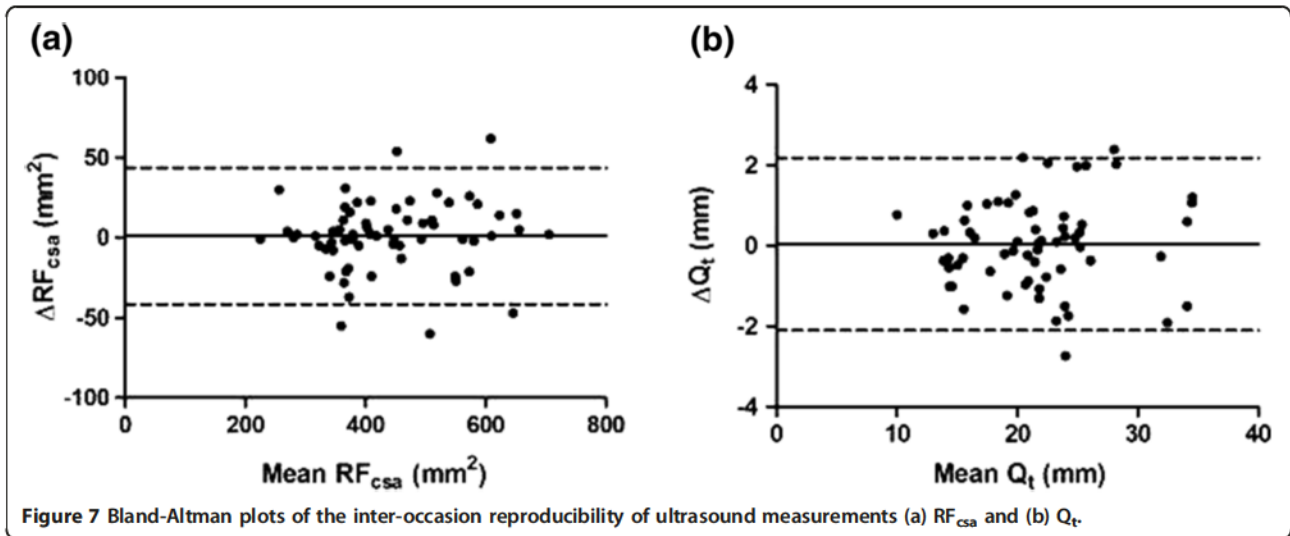 (a)
100
50
0
-50
-100
ΔRFcsa (mm²)
0 200 400 600 800
Mean RFcsa (mm²)
(b)
4
2
0
-2
-4
ΔQt (mm)
0 10 20 30 40
Mean Qt (mm)
Figure 7 Bland-Altman plots of the inter-occasion reproducibility of ultrasound measurements (a) RFcsa and (b) Qt.